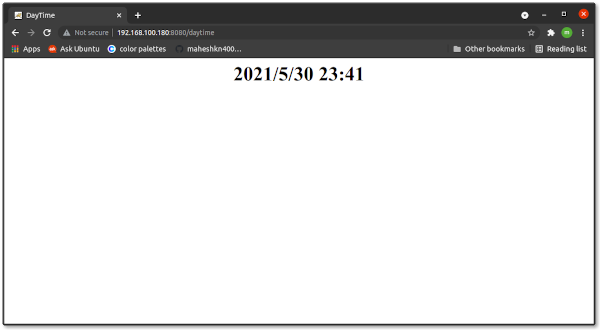 DayTime
Not secure | 192.168.100.180:8080/daytime
m
Apps Ask Ubuntu color palettes maheshkn400... Other bookmarks Reading list
2021/5/30 23:41